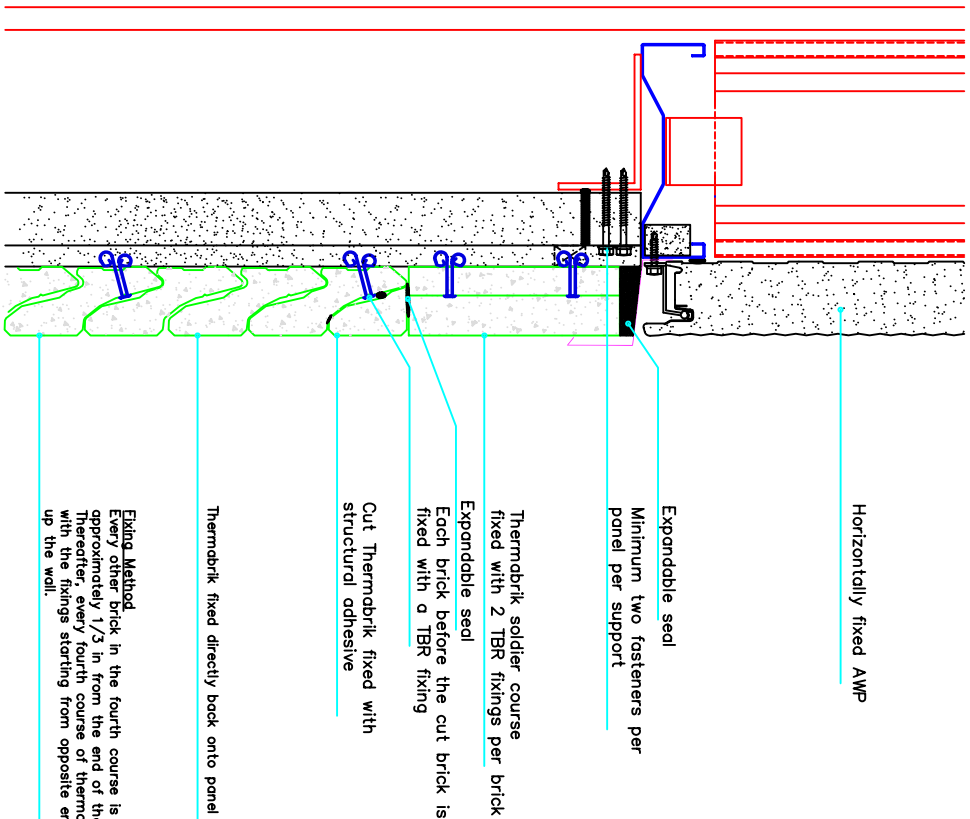 Horizontally fixed AWP
Expandable seal
Minimum two fasteners per
panel per support
Thermabrik soldier course
fixed with 2 TBR fixings per brick
Expandable seal
Each brick before the cut brick is
fixed with a TBR fixing
Cut Thermabrik fixed with
structural adhesive
Thermabrik fixed directly back onto panel
Fixing Method
Every other brick in the fourth course is
approximately 1/3 in from the end of the
Thereafter, every fourth course of
with the fixings starting from opposite
up the wall.